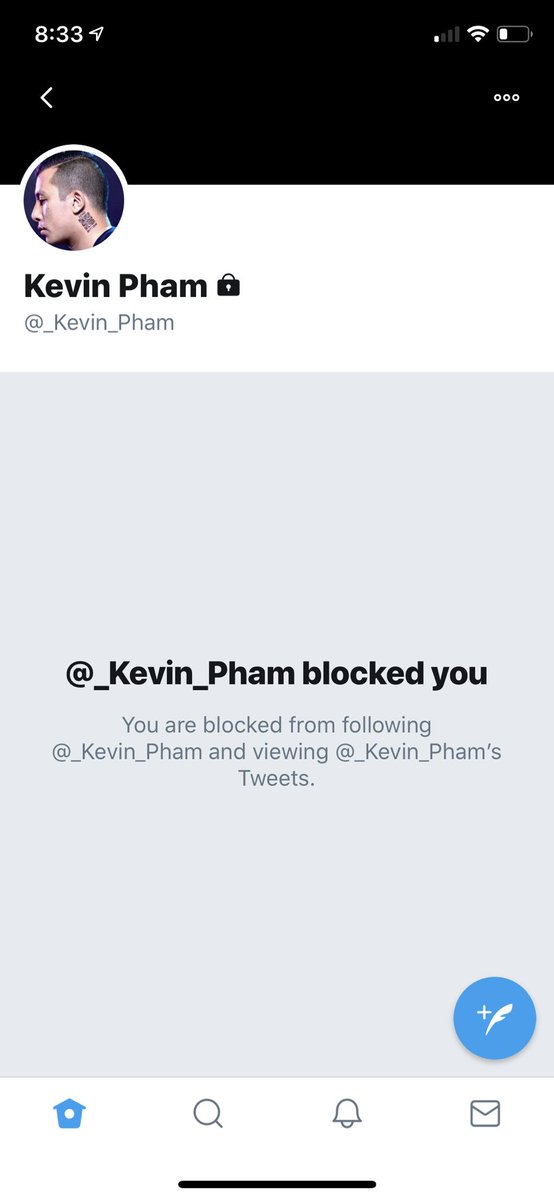 8:33
Kevin Pham
@_Kevin_Pham
@_Kevin_Pham blocked you
You are blocked from following
@_Kevin_Pham and viewing @_Kevin_Pham’s
Tweets.